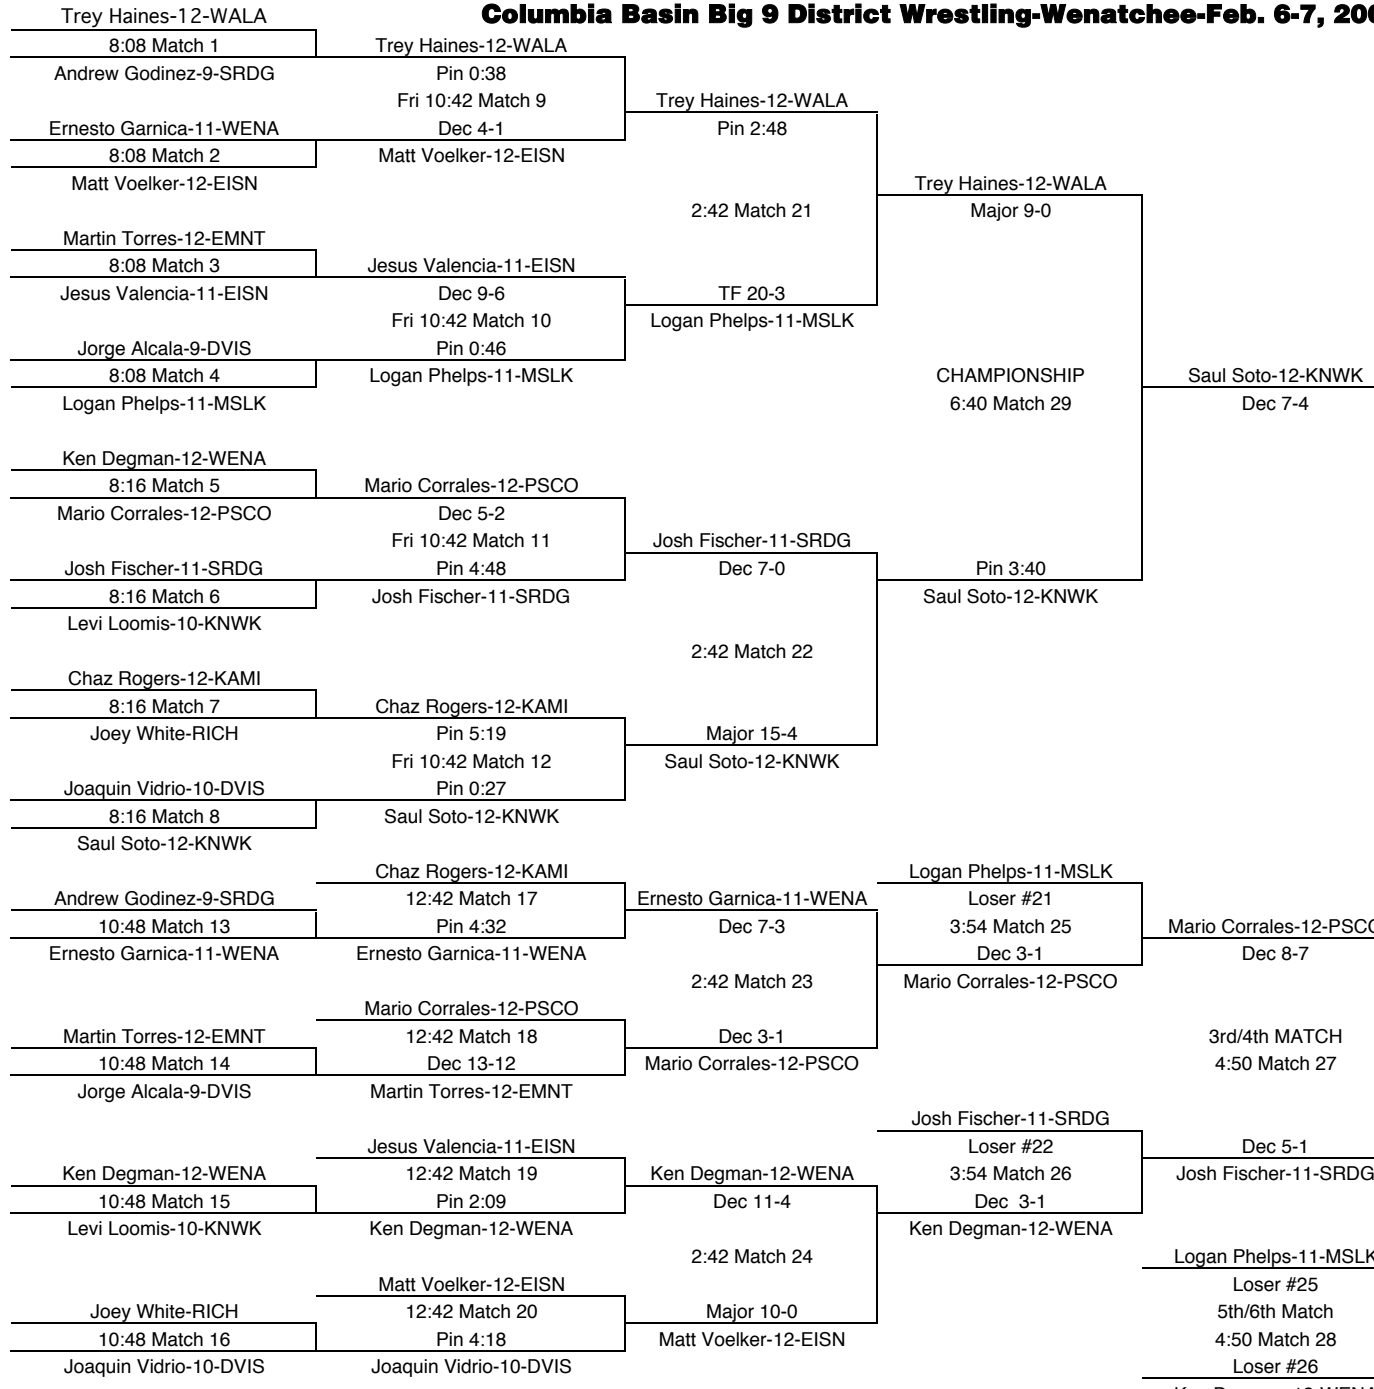 Columbia Basin Big 9 District Wrestling-Wenatchee-Feb. 6-7, 200
Trey Haines-12-WALA
8:08 Match 1
Andrew Godinez-9-SRDG
Ernesto Garnica-11-WENA
8:08 Match 2
Matt Voelker-12-EISN
Martin Torres-12-EMNT
8:08 Match 3
Jesus Valencia-11-EISN
Jorge Alcala-9-DVIS
8:08 Match 4
Logan Phelps-11-MSLK
Ken Degman-12-WENA
8:16 Match 5
Mario Corrales-12-PSCO
Josh Fischer-11-SRDG
8:16 Match 6
Levi Loomis-10-KNWK
Chaz Rogers-12-KAMI
8:16 Match 7
Joey White-RICH
Joaquin Vidrio-10-DVIS
8:16 Match 8
Saul Soto-12-KNWK
Trey Haines-12-WALA
Pin 0:38
Fri 10:42 Match 9
Dec 4-1
Matt Voelker-12-EISN
Jesus Valencia-11-EISN
Dec 9-6
Fri 10:42 Match 10
Pin 0:46
Logan Phelps-11-MSLK
Mario Corrales-12-PSCO
Dec 5-2
Fri 10:42 Match 11
Pin 4:48
Josh Fischer-11-SRDG
Chaz Rogers-12-KAMI
Pin 5:19
Fri 10:42 Match 12
Pin 0:27
Saul Soto-12-KNWK
Trey Haines-12-WALA
Pin 2:48
2:42 Match 21
TF 20-3
Logan Phelps-11-MSLK
Josh Fischer-11-SRDG
Dec 7-0
2:42 Match 22
Major 15-4
Saul Soto-12-KNWK
Trey Haines-12-WALA
Major 9-0
CHAMPIONSHIP
6:40 Match 29
Pin 3:40
Saul Soto-12-KNWK
Saul Soto-12-KNWK
Dec 7-4
Andrew Godinez-9-SRDG
10:48 Match 13
Ernesto Garnica-11-WENA
Martin Torres-12-EMNT
10:48 Match 14
Jorge Alcala-9-DVIS
Ken Degman-12-WENA
10:48 Match 15
Levi Loomis-10-KNWK
Joey White-RICH
10:48 Match 16
Joaquin Vidrio-10-DVIS
Chaz Rogers-12-KAMI
12:42 Match 17
Pin 4:32
Ernesto Garnica-11-WENA
Mario Corrales-12-PSCO
12:42 Match 18
Dec 13-12
Martin Torres-12-EMNT
Jesus Valencia-11-EISN
12:42 Match 19
Pin 2:09
Ken Degman-12-WENA
Matt Voelker-12-EISN
12:42 Match 20
Pin 4:18
Joaquin Vidrio-10-DVIS
Ernesto Garnica-11-WENA
Dec 7-3
2:42 Match 23
Dec 3-1
Mario Corrales-12-PSCO
Ken Degman-12-WENA
Dec 11-4
2:42 Match 24
Major 10-0
Matt Voelker-12-EISN
Logan Phelps-11-MSLK
Loser #21
3:54 Match 25
Dec 3-1
Mario Corrales-12-PSCO
Josh Fischer-11-SRDG
Loser #22
3:54 Match 26
Dec 3-1
Ken Degman-12-WENA
Mario Corrales-12-PSCO
Dec 8-7
3rd/4th MATCH
4:50 Match 27
Dec 5-1
Josh Fischer-11-SRDG
Logan Phelps-11-MSLK
Loser #25
5th/6th Match
4:50 Match 28
Loser #26